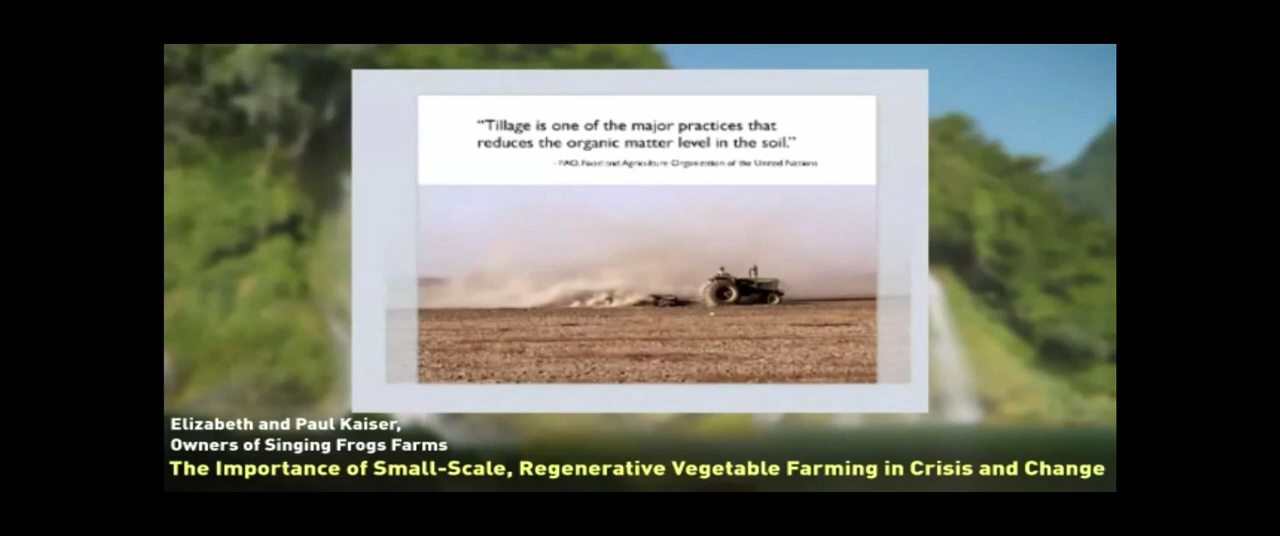 “Tillage is one of the major practices that
reduces the organic matter level in the soil.”
- FAO, Food and Agriculture Organization of the United Nations
Elizabeth and Paul Kaiser,
Owners of Singing Frogs Farms
The Importance of Small-Scale, Regenerative Vegetable Farming in Crisis and Change